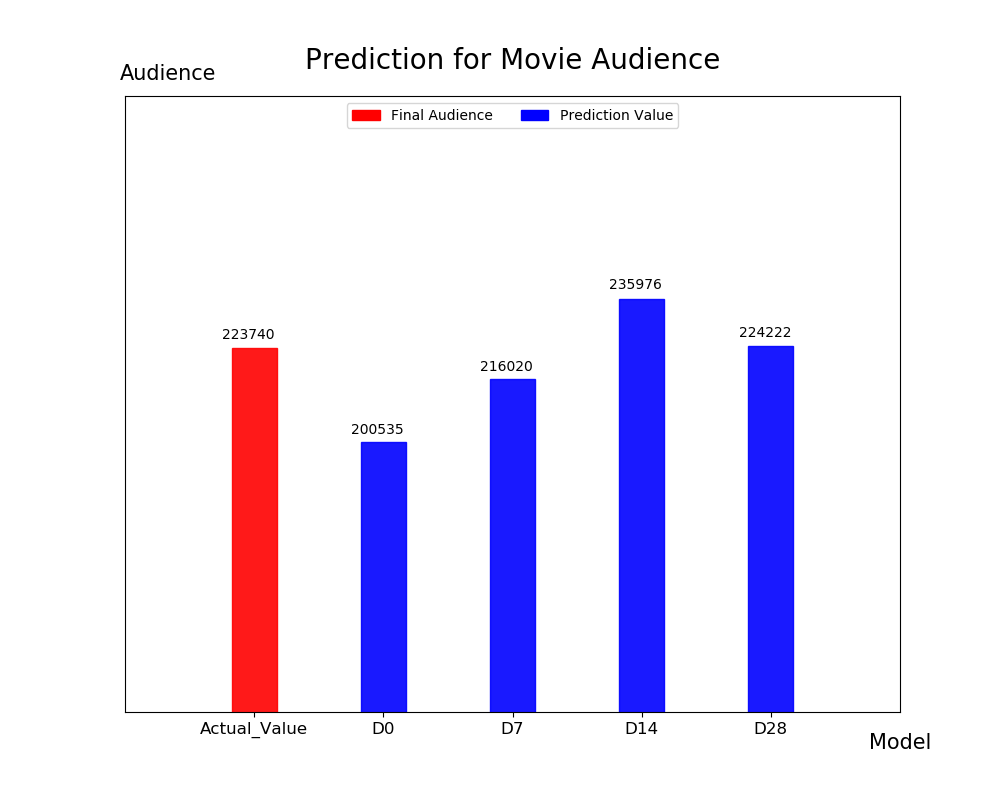 Prediction for Movie Audience
Audience
Final Audience Prediction Value
235976
223740
224222
216020
200535
Actual_Value D0 D7 D14 D28
Model